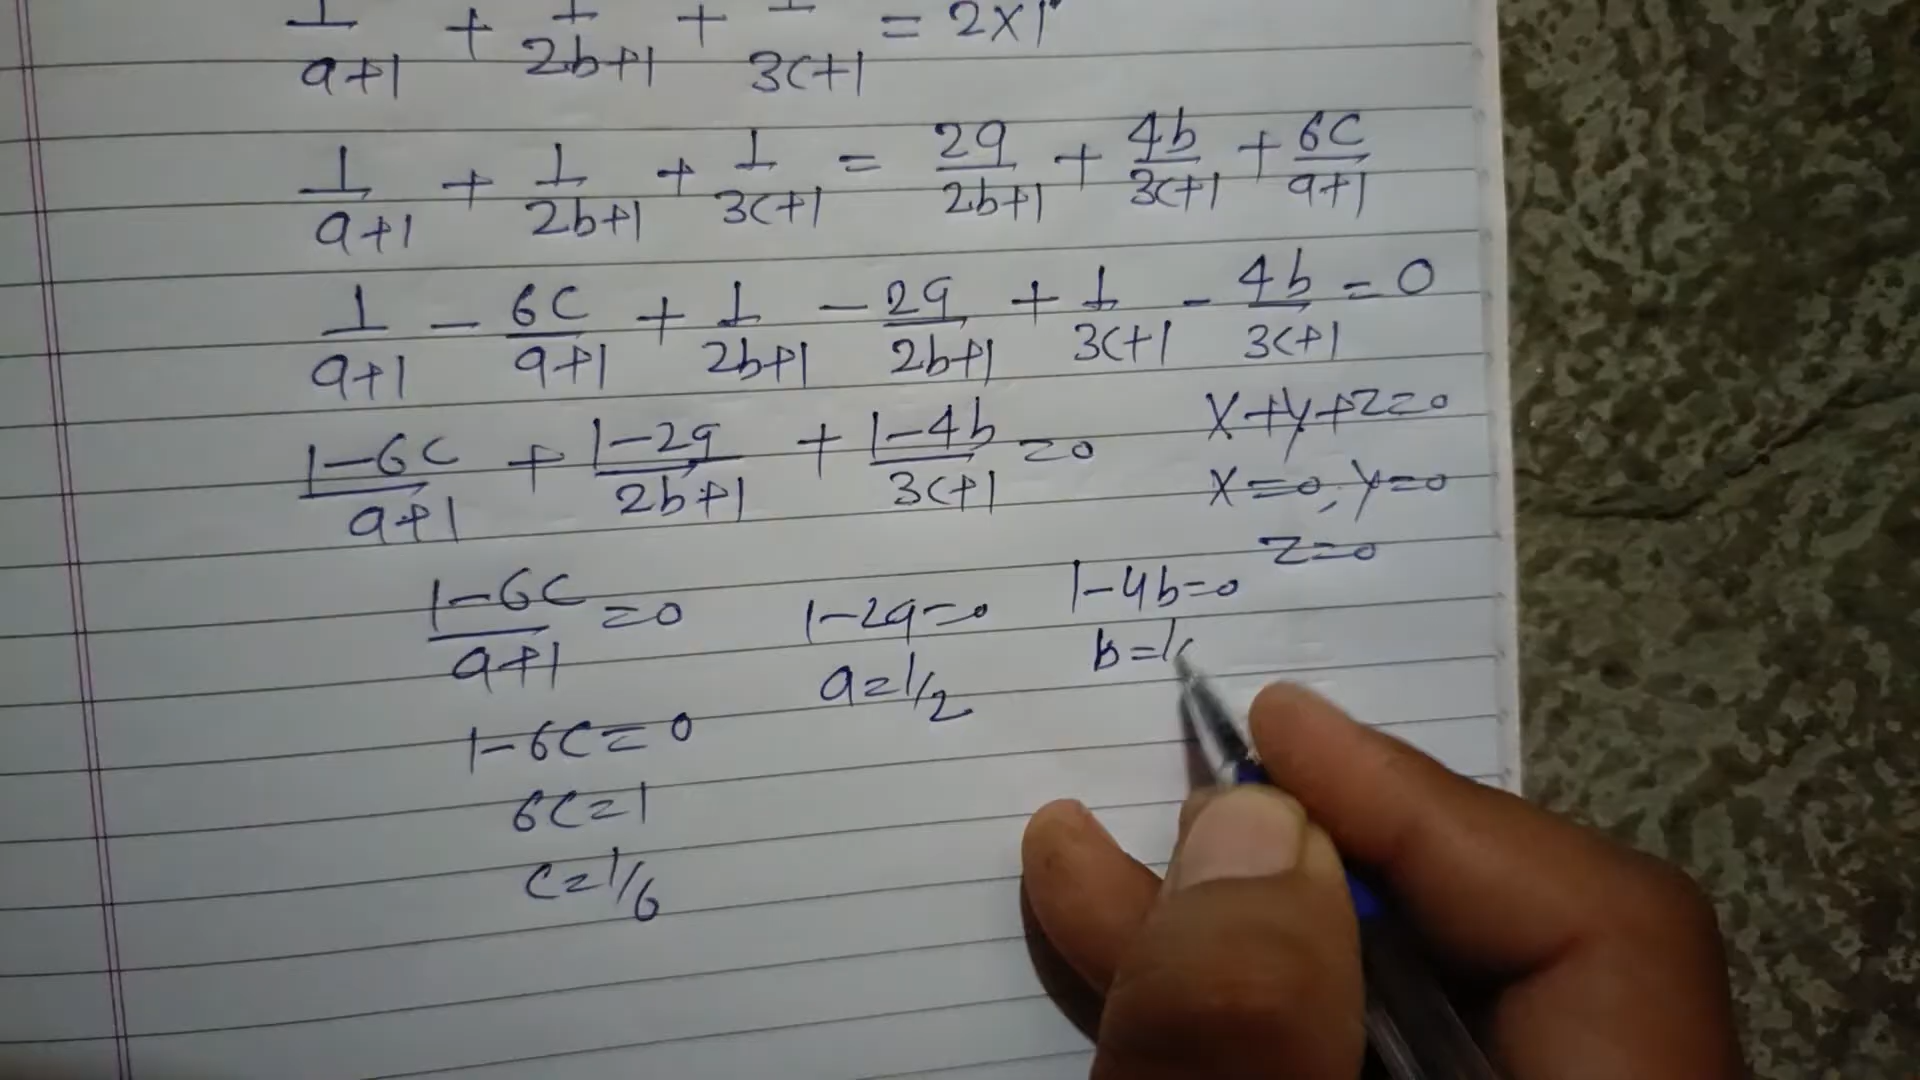 1/a+1 + 1/2b+1 + 1/3c+1 = 2×1
1/a+1 + 1/2b+1 + 1/3c+1 = 2a/2b+1 + 4b/3c+1 + 6c/a+1
1/a+1 - 6c/a+1 + 1/2b+1 - 2a/2b+1 + 1/3c+1 - 4b/3c+1 = 0
1-6c/a+1 + 1-2a/2b+1 + 1-4b/3c+1 = 0
x+y+z=0
x=0, y=0
z=0
1-6c/a+1 = 0
1-2a=0
1-4b=0
a=1/2
b=1
1-6c=0
6c=1
c=1/6